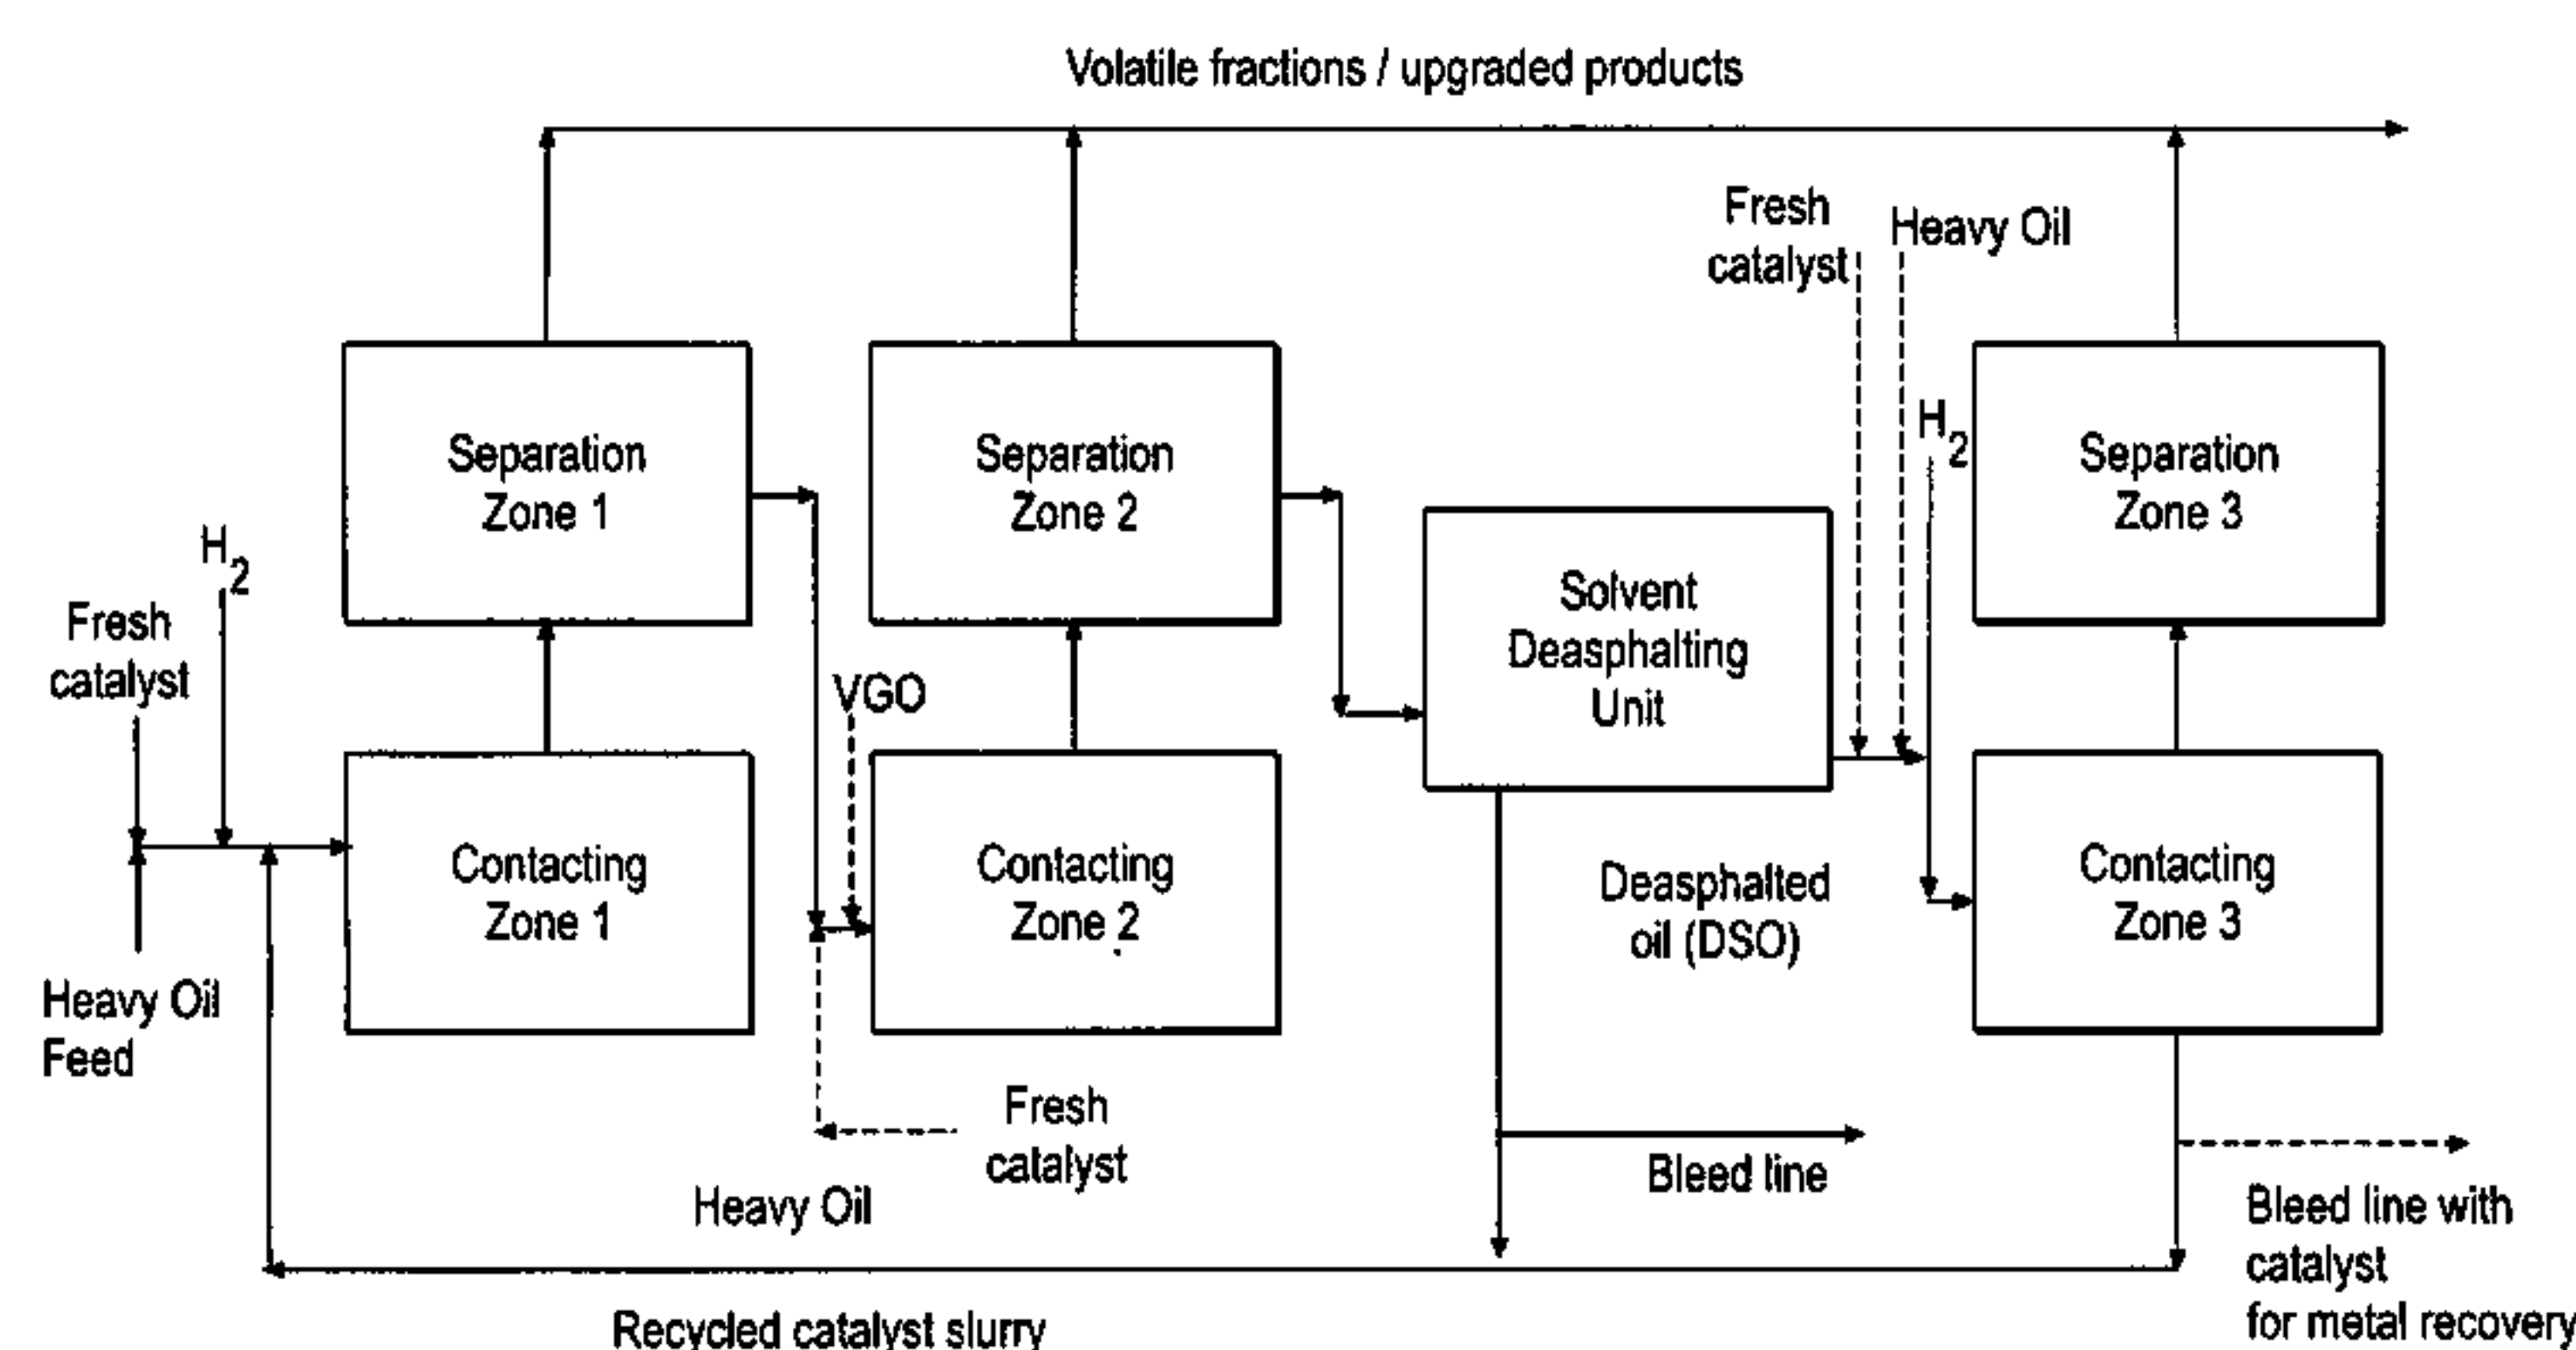 Volatile fractions / upgraded products
Fresh
catalyst
Heavy Oil
H2
Separation
Zone 1
Separation
Zone 2
Separation
Zone 3
H2
Fresh
catalyst
Solvent
Deasphalting
Unit
VGO
Contacting
Zone 1
Contacting
Zone 2
Deasphalted
oil (DSO)
Contacting
Zone 3
Heavy Oil
Feed
Fresh
catalyst
Heavy Oil
Bleed line
Bleed line with
catalyst
for metal recovery
Recycled catalyst slurry